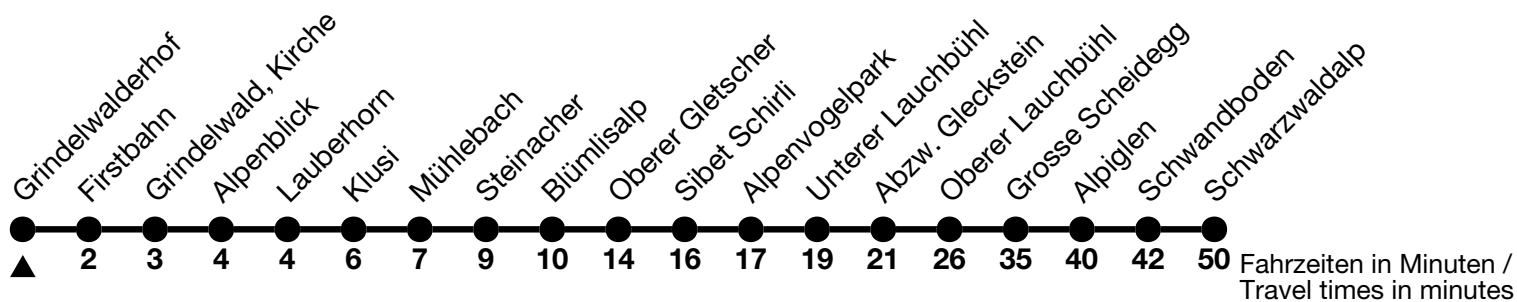 Grindelwalderhof
Firstbahn
Grindelwald, Kirche
Alpenblick
Lauberhorn
Klusi
Mühlebach
Steinacher
Blümlisalp
Oberer Gletscher
Sibet Schirli
Alpenvogelpark
Unterer Lauchbühl
Abzw. Gleckstein
Oberer Lauchbühl
Grosse Scheidegg
Alpiglen
Schwandboden
Schwarzwaldalp
2 3 4 4 6 7 9 10 14 16 17 19 21 26 35 40 42 50
Fahrzeiten in Minuten /
Travel times in minutes